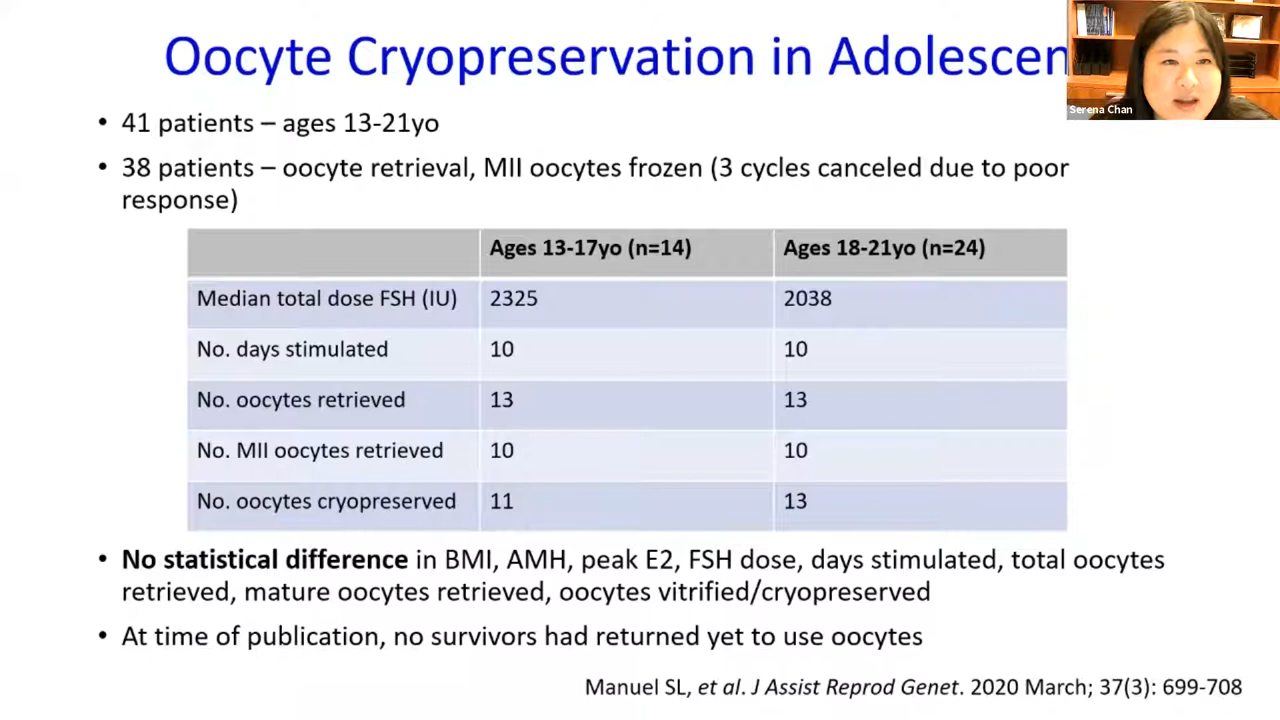 Oocyte Cryopreservation in Adolescen
Serena Chan
• 41 patients – ages 13-21yo
• 38 patients – oocyte retrieval, MII oocytes frozen (3 cycles canceled due to poor
response)
Ages 13-17yo (n=14) Ages 18-21yo (n=24)
Median total dose FSH (IU) 2325 2038
No. days stimulated 10 10
No. oocytes retrieved 13 13
No. MII oocytes retrieved 10 10
No. oocytes cryopreserved 11 13
• No statistical difference in BMI, AMH, peak E2, FSH dose, days stimulated, total oocytes
retrieved, mature oocytes retrieved, oocytes vitrified/cryopreserved
• At time of publication, no survivors had returned yet to use oocytes
Manuel SL, et al. J Assist Reprod Genet. 2020 March; 37(3): 699-708